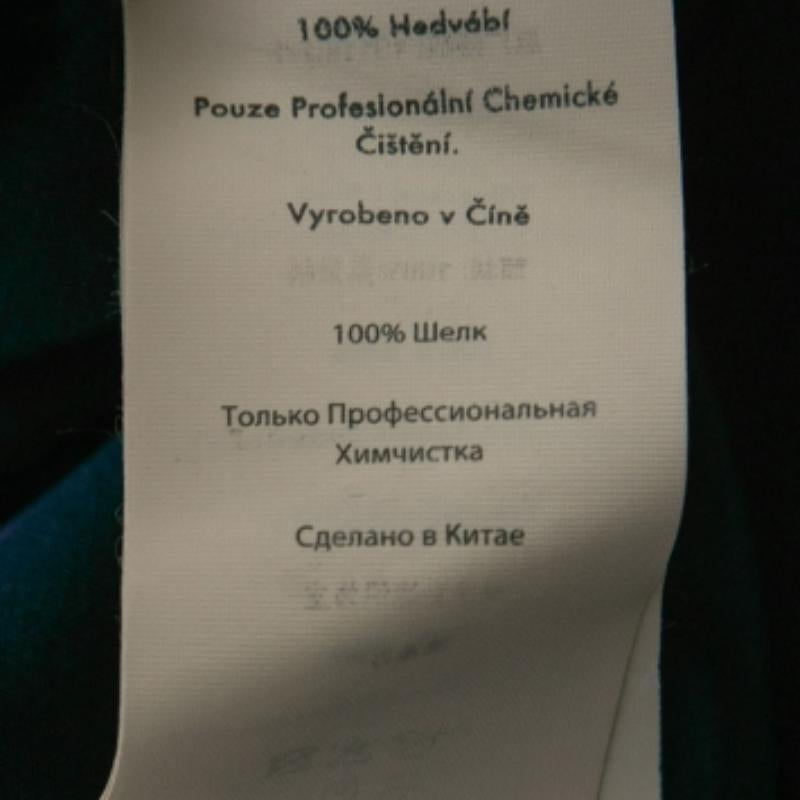 100% Hedvábí
Pouze Profesionální Chemické
Čištění.
Vyrobeno v Číně
100% Шелк
Только Профессиональная
Химчистка
Сделано в Китае